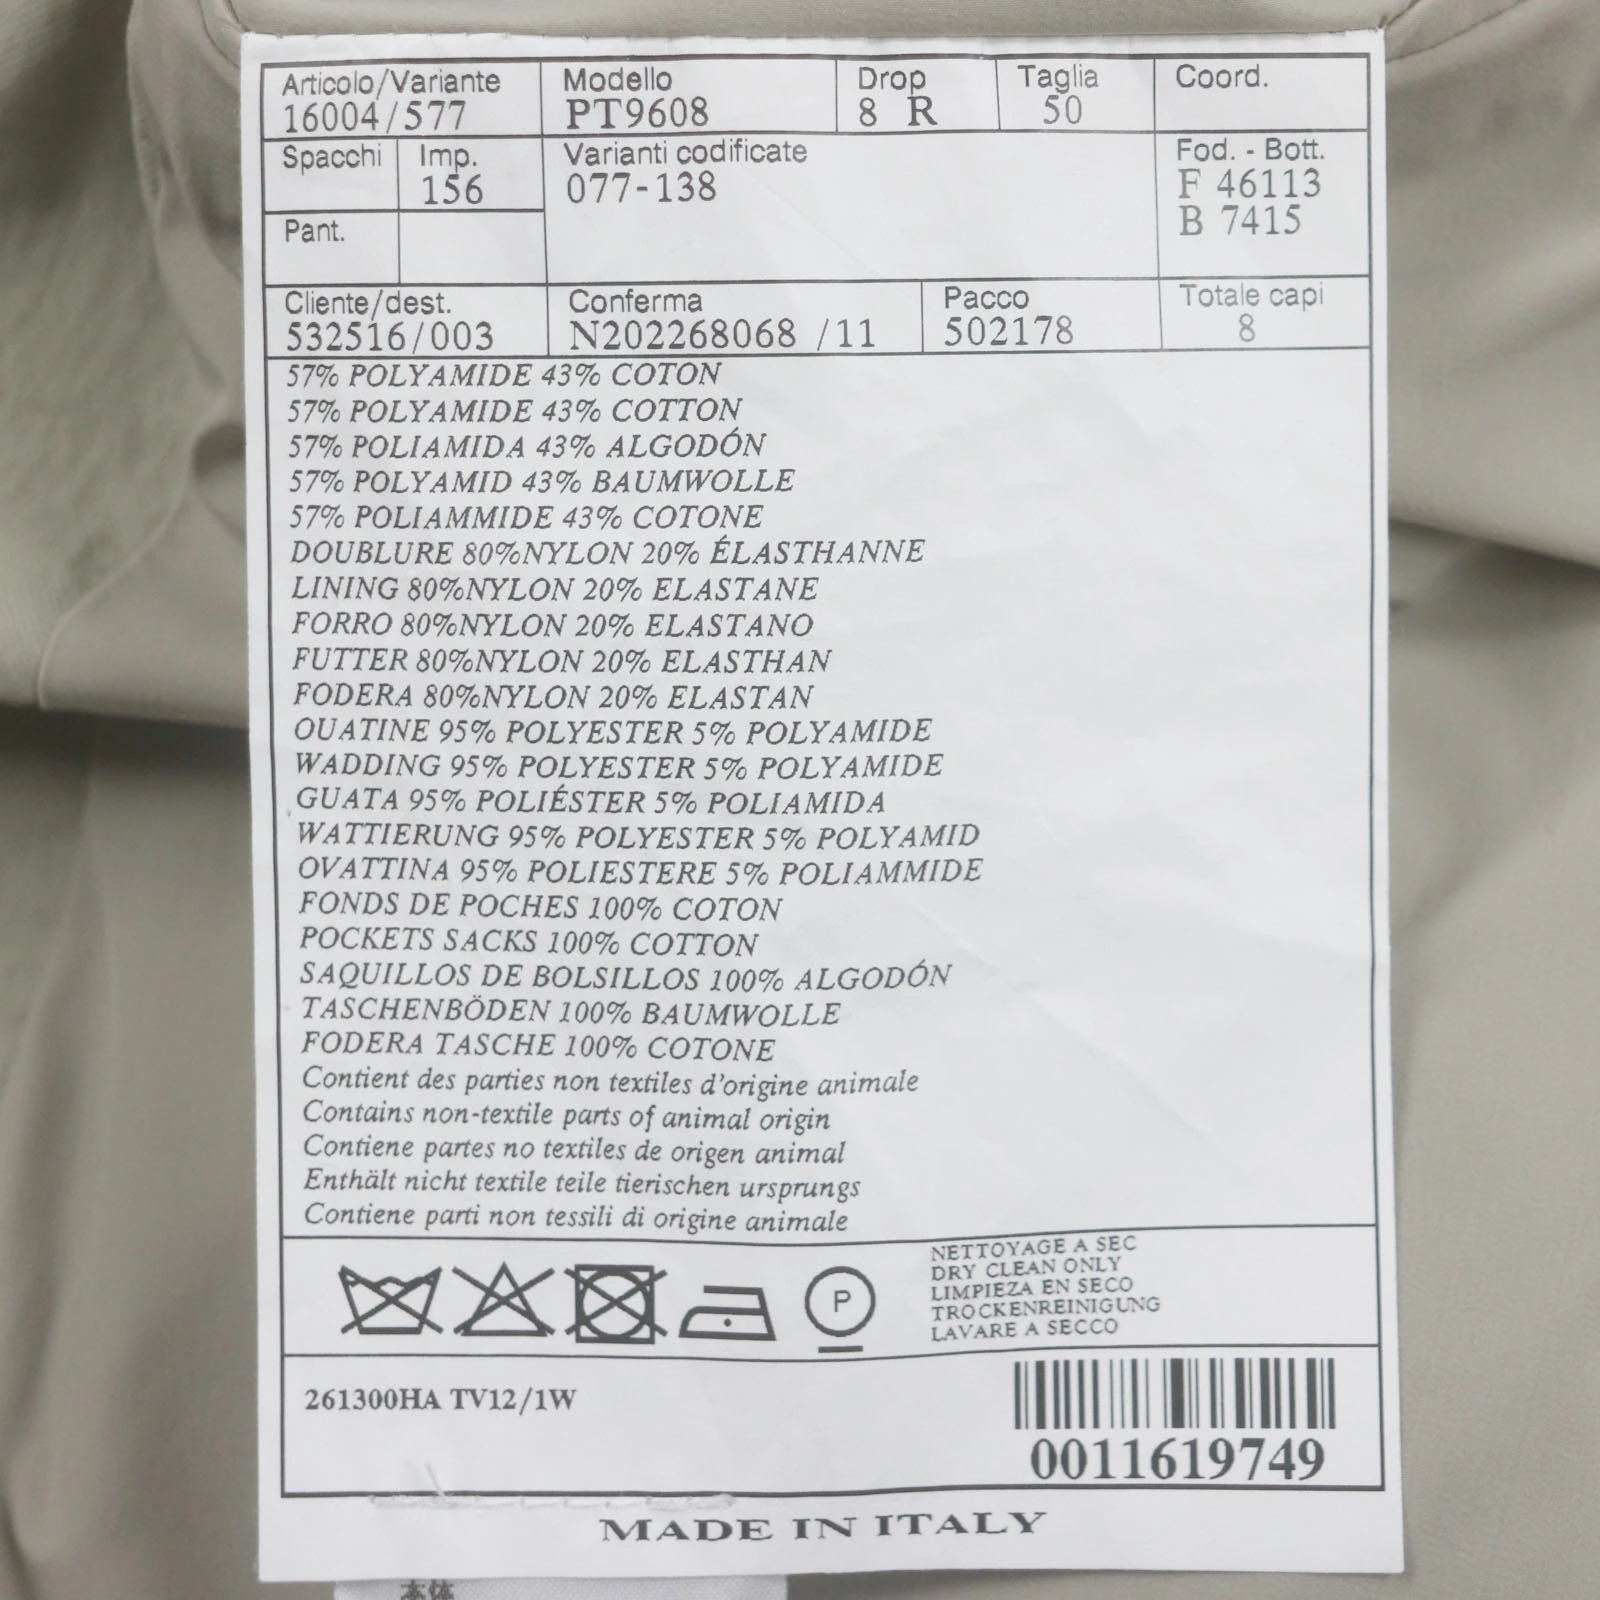 Articolo/Variante Modello Drop Taglia Coord.
16004/577 PT9608 8 R 50
Spacchi Imp. Varianti codificate Fod. - Bott.
156 077-138 F 46113
Pant. B 7415
Cliente/dest. Conferma Pacco Totale capi
532516/003 N202268068 /11 502178 8
57% POLYAMIDE 43% COTON
57% POLYAMIDE 43% COTTON
57% POLIAMIDA 43% ALGODÓN
57% POLYAMID 43% BAUMWOLLE
57% POLIAMMIDE 43% COTONE
DOUBLURE 80%NYLON 20% ÉLASTHANNE
LINING 80%NYLON 20% ELASTANE
FORRO 80%NYLON 20% ELASTANO
FUTTER 80%NYLON 20% ELASTHAN
FODERA 80%NYLON 20% ELASTAN
OUATINE 95% POLYESTER 5% POLYAMIDE
WADDING 95% POLYESTER 5% POLYAMIDE
GUATA 95% POLIÉSTER 5% POLIAMIDA
WATTIERUNG 95% POLYESTER 5% POLYAMID
OVATTINA 95% POLIESTERE 5% POLIAMMIDE
FONDS DE POCHES 100% COTON
POCKETS SACKS 100% COTTON
SAQUILLOS DE BOLSILLOS 100% ALGODÓN
TASCHENBÖDEN 100% BAUMWOLLE
FODERA TASCHE 100% COTONE
Contient des parties non textiles d'origine animale
Contains non-textile parts of animal origin
Contiene partes no textiles de origen animal
Enthält nicht textile teile tierischen ursprungs
Contiene parti non tessili di origine animale
NETTOYAGE A SEC
DRY CLEAN ONLY
LIMPIEZA EN SECO
TROCKENREINIGUNG
LAVARE A SECCO
P
261300HA TV12/1W
0011619749
MADE IN ITALY